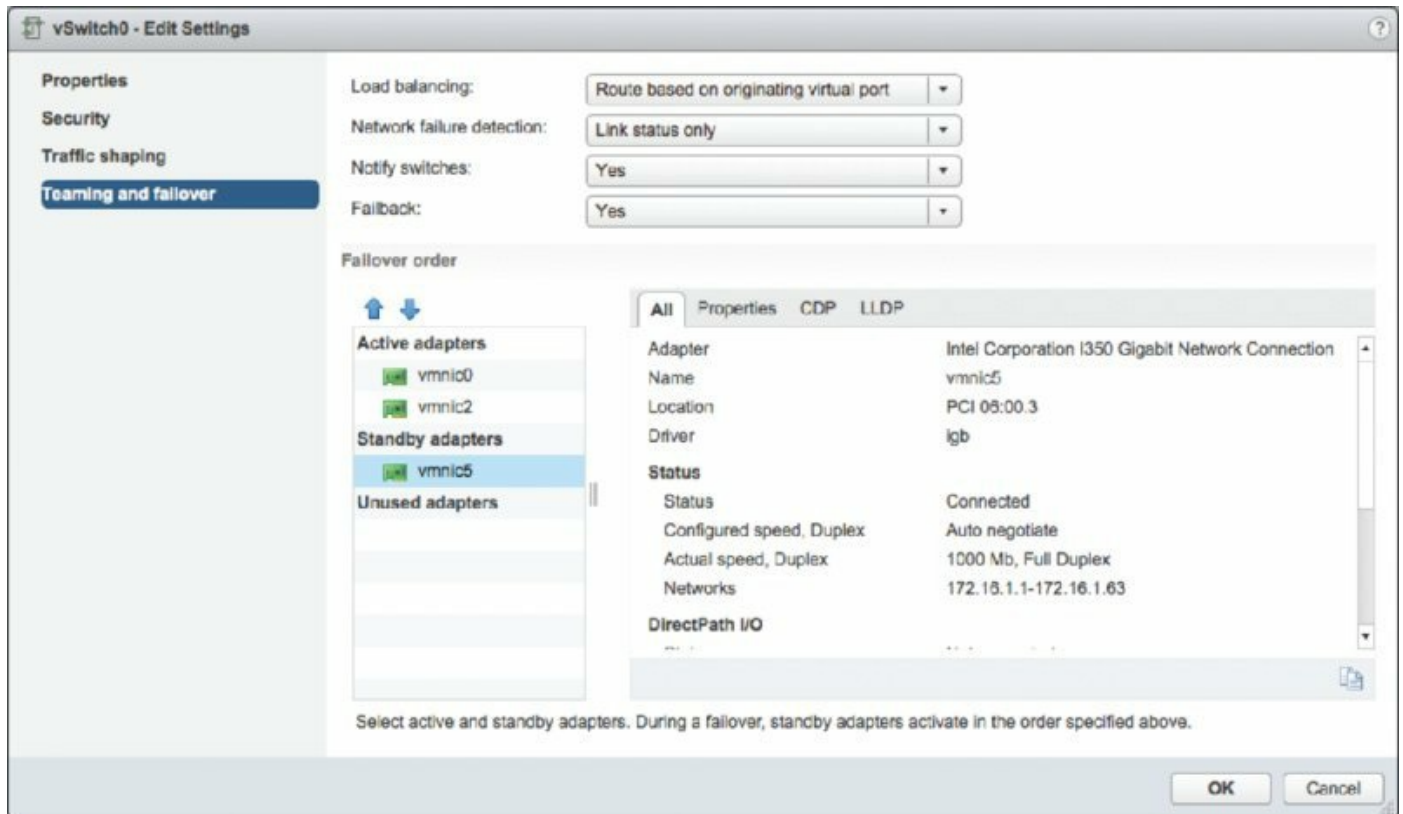 vSwitch0 - Edit Settings
?
Properties
Security
Traffic shaping
Teaming and failover
Load balancing: Route based on originating virtual port
Network failure detection: Link status only
Notify switches: Yes
Failback: Yes
Failover order
Active adapters
vmnic0
vmnic2
Standby adapters
vmnic5
Unused adapters
All Properties CDP LLDP
Adapter Intel Corporation I350 Gigabit Network Connection
Name vmnic5
Location PCI 06:00.3
Driver igb
Status
Status Connected
Configured speed, Duplex Auto negotiate
Actual speed, Duplex 1000 Mb, Full Duplex
Networks 172.16.1.1-172.16.1.63
DirectPath I/O
Select active and standby adapters. During a failover, standby adapters activate in the order specified above.
OK Cancel